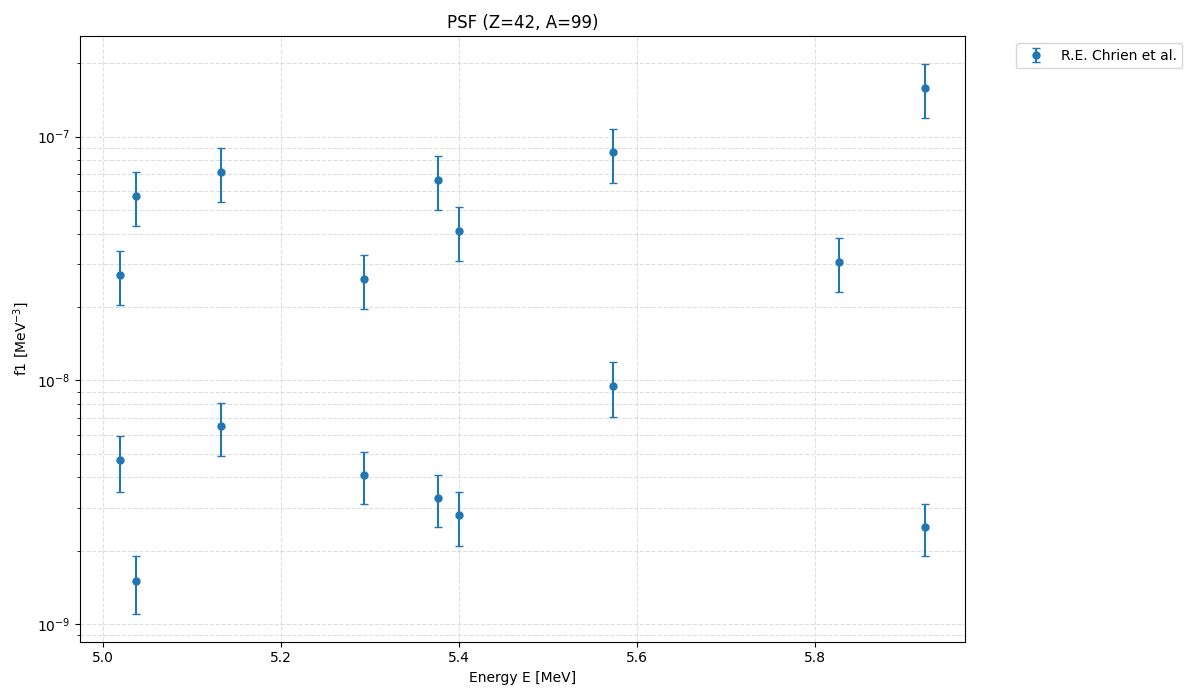 PSF (Z=42, A=99)
R.E. Chrien et al.
f1 [MeV⁻³]
10⁻⁷
10⁻⁸
10⁻⁹
5.0 5.2 5.4 5.6 5.8
Energy E [MeV]